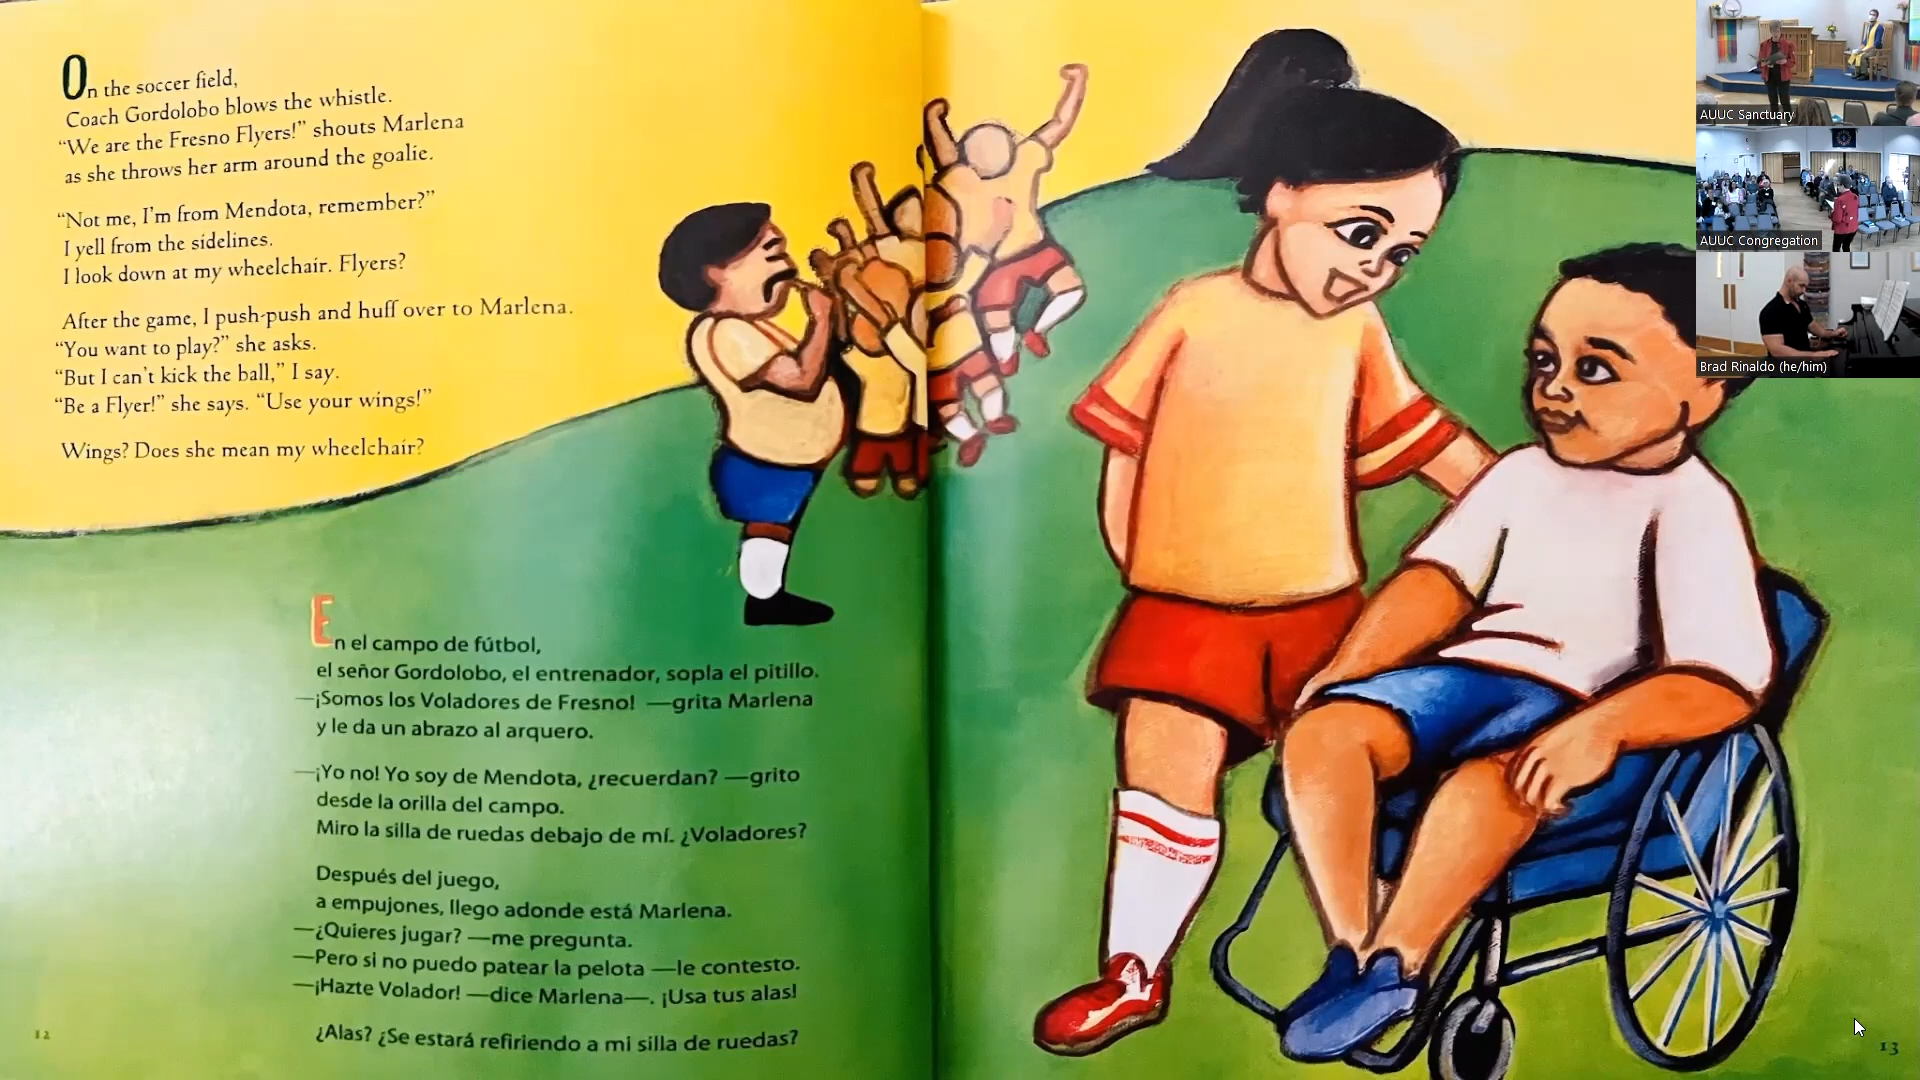 On the soccer field,
Coach Gordolobo blows the whistle.
“We are the Fresno Flyers!” shouts Marlena
as she throws her arm around the goalie.
“Not me, I’m from Mendota, remember?”
I yell from the sidelines.
I look down at my wheelchair. Flyers?
After the game, I push-push and huff over to Marlena.
“You want to play?” she asks.
“But I can’t kick the ball,” I say.
“Be a Flyer!” she says. “Use your wings!”
Wings? Does she mean my wheelchair?
En el campo de fútbol,
el señor Gordolobo, el entrenador, sopla el pitillo.
—¡Somos los Voladores de Fresno! —grita Marlena
y le da un abrazo al arquero.
—¡Yo no! Yo soy de Mendota, ¿recuerdan? —grito
desde la orilla del campo.
Miro la silla de ruedas debajo de mí. ¿Voladores?
Después del juego,
a empujones, llego adonde está Marlena.
—¿Quieres jugar? —me pregunta.
—Pero si no puedo patear la pelota —le contesto.
—¡Hazte Volador! —dice Marlena—. ¡Usa tus alas!
¿Alas? ¿Se estará refiriendo a mi silla de ruedas?
12
13
AUUC Sanctuary
AUUC Congregation
Brad Rinaldo (he/him)